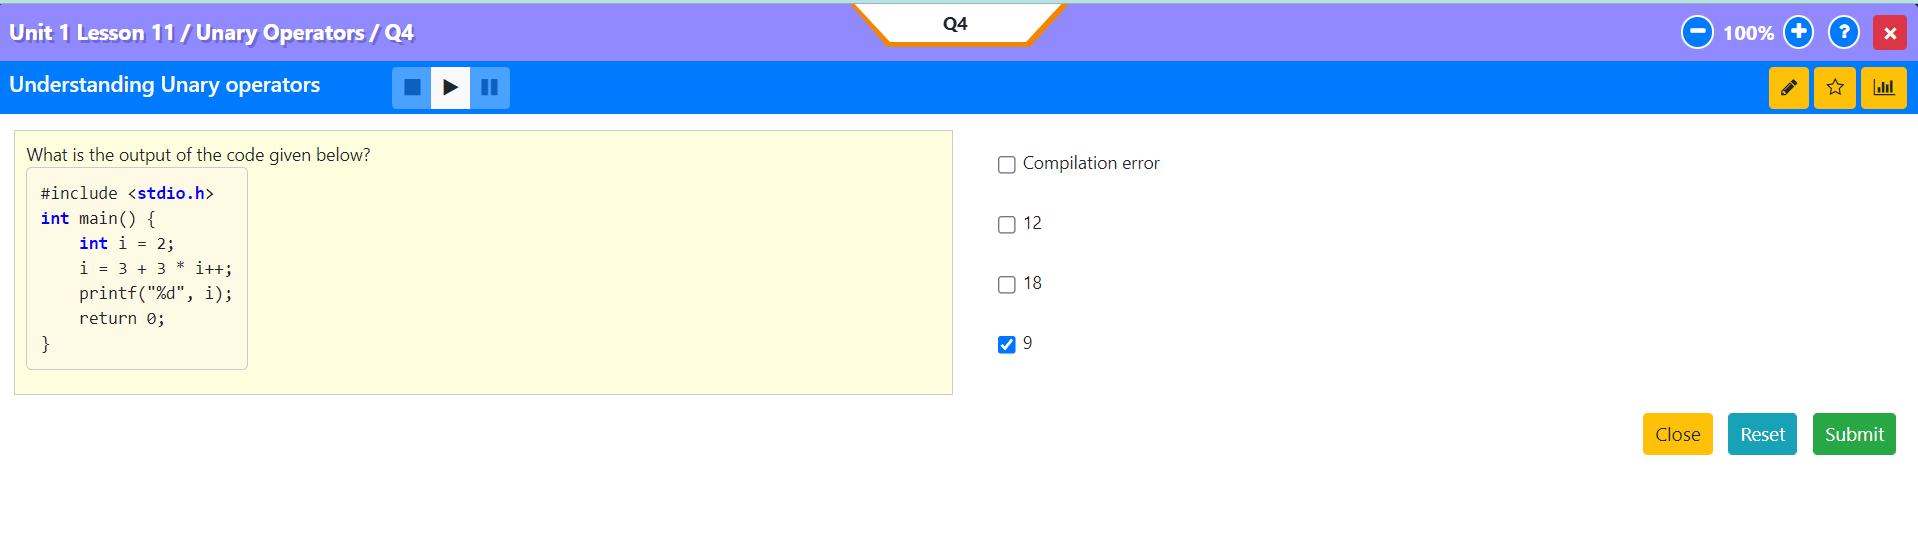 Q4
Unit 1 Lesson 11 / Unary Operators / Q4
100%
?
Understanding Unary operators
What is the output of the code given below?
#include <stdio.h>
int main() {
    int i = 2;
    i = 3 + 3 * i++;
    printf("%d", i);
    return 0;
}
Compilation error
12
18
9
Close Reset Submit